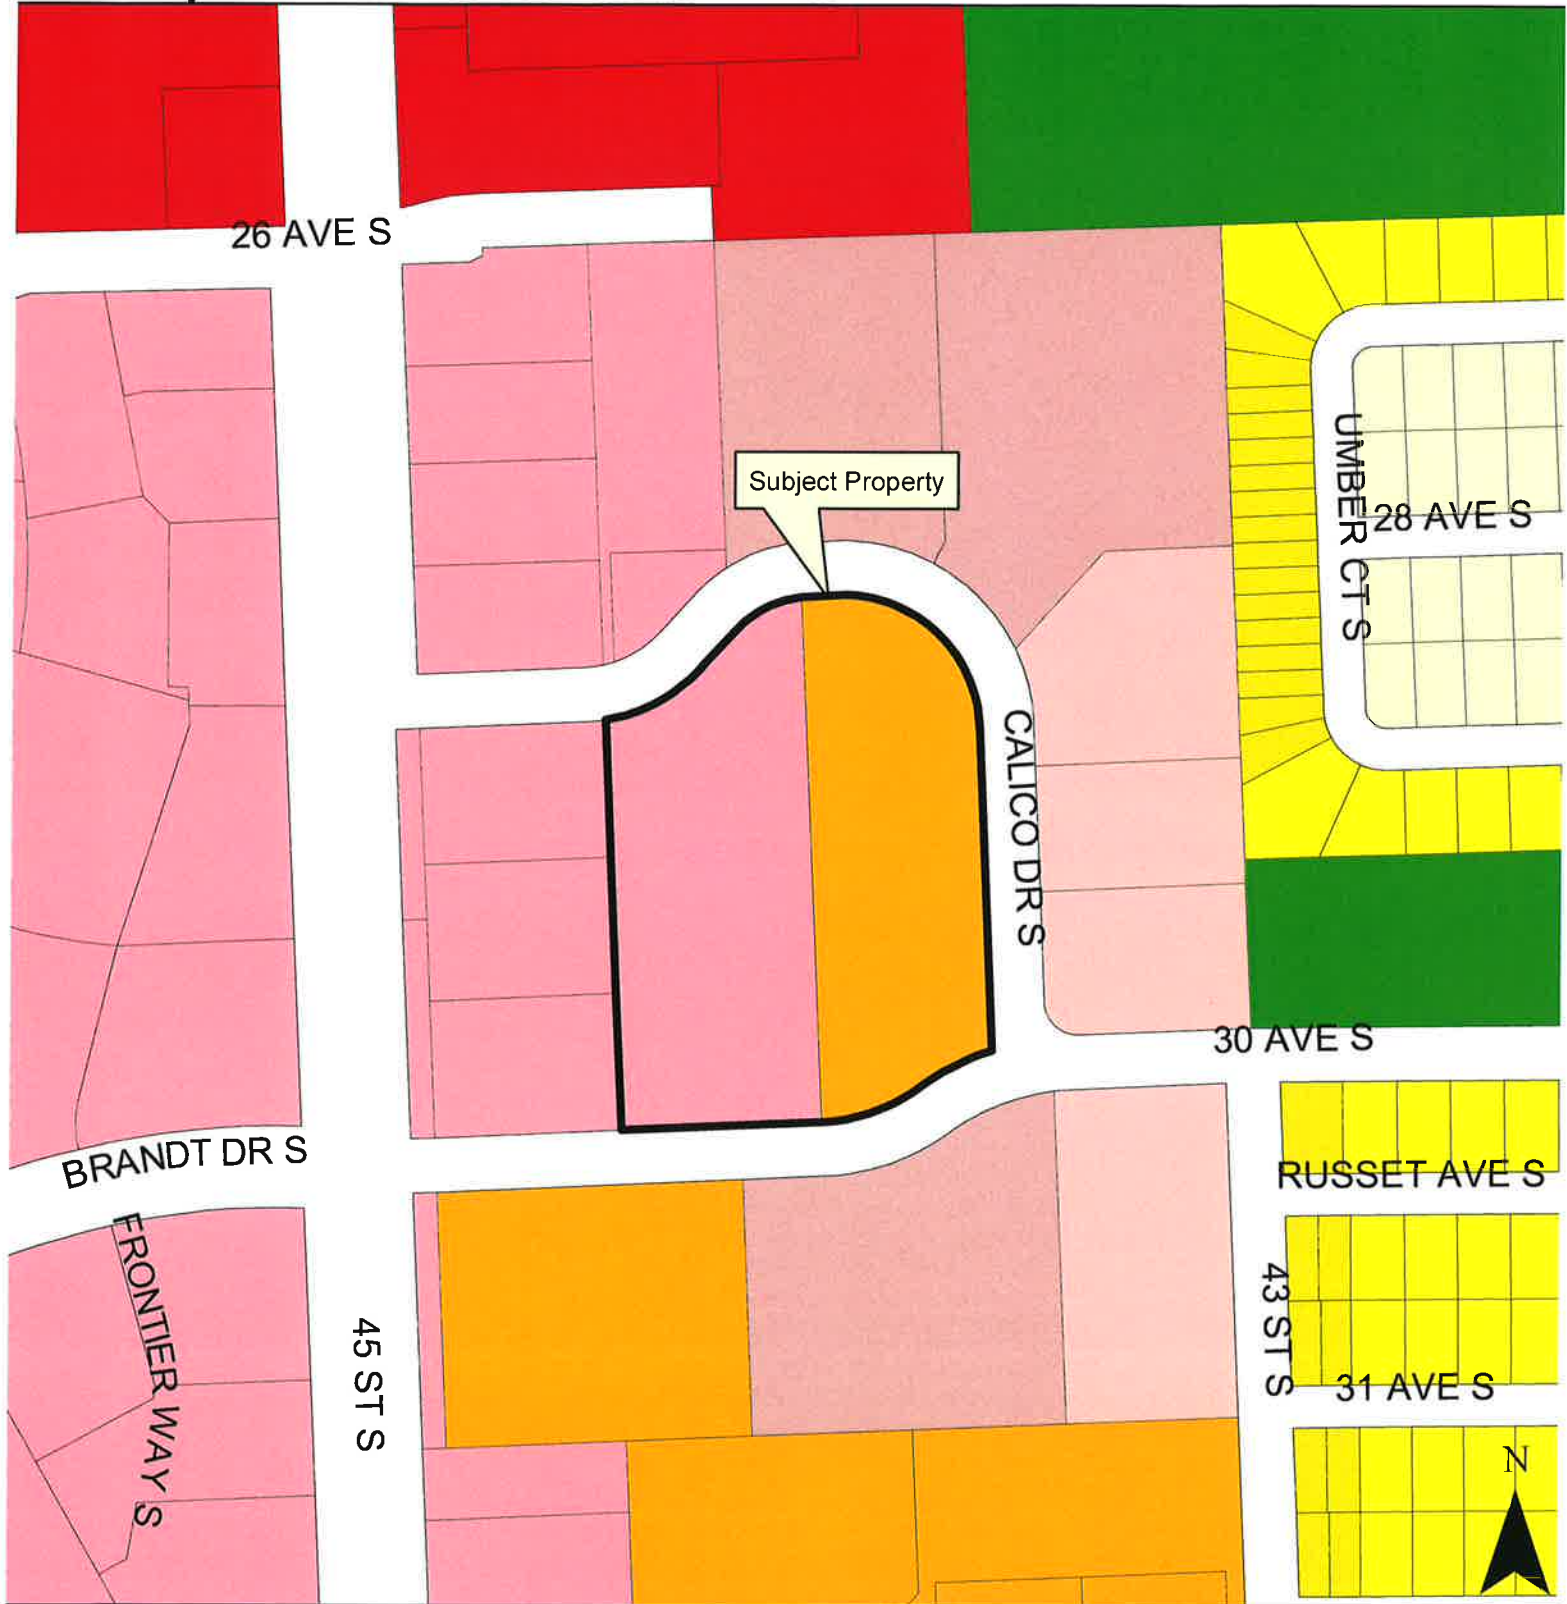 26 AVE S
Subject Property
UMBER CT S
28 AVE S
CALICO DR S
30 AVE S
BRANDT DR S
RUSSET AVE S
FRONTIER WAY S
45 ST S
43 ST S
31 AVE S
N